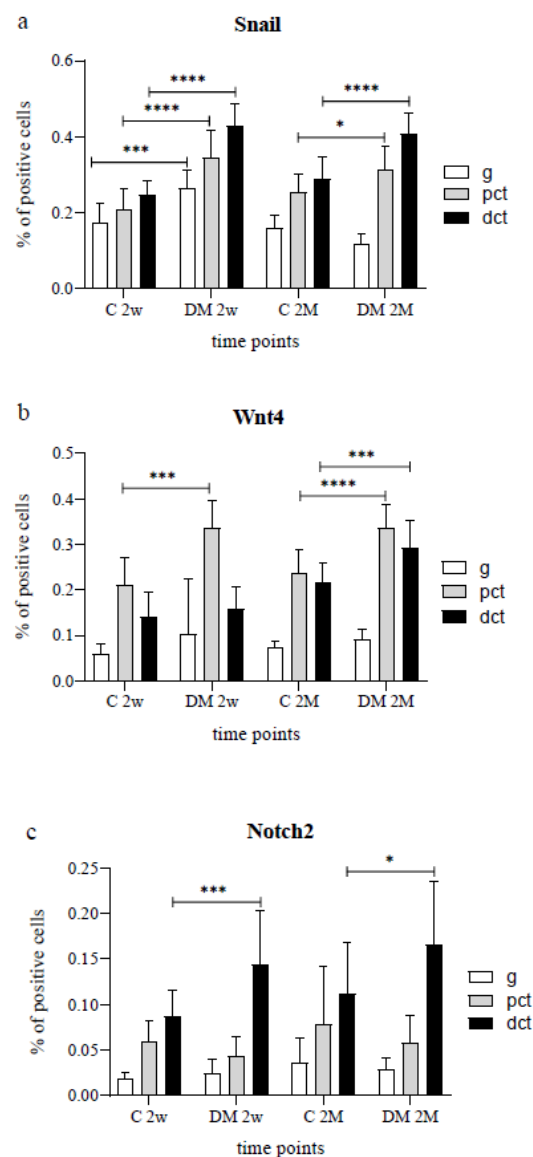 a
Snail
% of positive cells
0.6
0.4
0.2
0.0
****
****
***
****
*
g
pct
dct
C 2w
DM 2w
C 2M
DM 2M
time points
b
Wnt4
% of positive cells
0.5
0.4
0.3
0.2
0.1
0.0
***
***
****
g
pct
dct
C 2w
DM 2w
C 2M
DM 2M
time points
c
Notch2
% of positive cells
0.25
0.20
0.15
0.10
0.05
0.00
***
*
g
pct
dct
C 2w
DM 2w
C 2M
DM 2M
time points